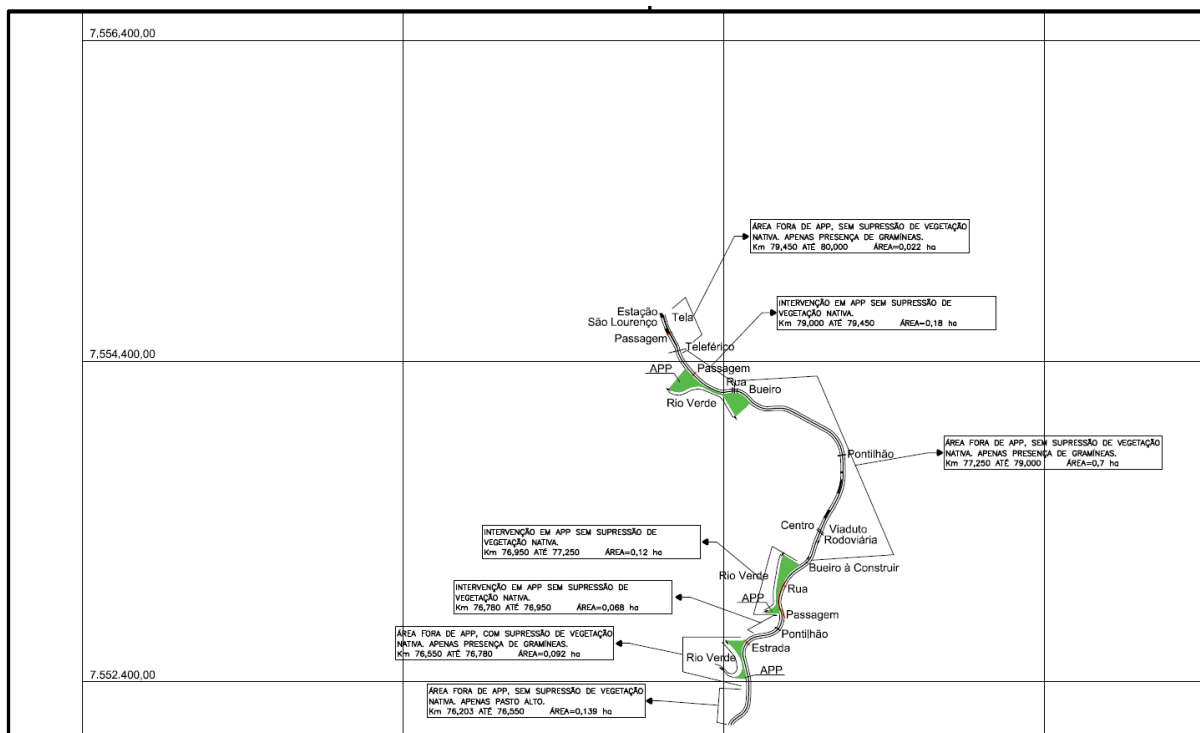 7,556,400,00
ÁREA FORA DE APP, SEM SUPRESSÃO DE VEGETAÇÃO
NATIVA. APENAS PRESENÇA DE GRAMÍNEAS.
Km 79,450 ATÉ 80,000 ÁREA=0,022 ha
INTERVENÇÃO EM APP SEM SUPRESSÃO DE
VEGETAÇÃO NATIVA.
Km 79,000 ATÉ 79,450 ÁREA=0,18 ha
Estação
São Lourenço
Tela
Passagem
Teleférico
7,554,400,00
APP
Passagem
Rua
Bueiro
Rio Verde
ÁREA FORA DE APP, SEM SUPRESSÃO DE VEGETAÇÃO
NATIVA. APENAS PRESENÇA DE GRAMÍNEAS.
Km 77,250 ATÉ 79,000 ÁREA=0,7 ha
Pontilhão
Centro
Viaduto
Rodoviária
INTERVENÇÃO EM APP SEM SUPRESSÃO DE
VEGETAÇÃO NATIVA.
Km 76,950 ATÉ 77,250 ÁREA=0,12 ha
Bueiro à Construir
Rio Verde
Rua
INTERVENÇÃO EM APP SEM SUPRESSÃO DE
VEGETAÇÃO NATIVA.
Km 76,780 ATÉ 76,950 ÁREA=0,068 ha
APP
Passagem
Pontilhão
ÁREA FORA DE APP, COM SUPRESSÃO DE VEGETAÇÃO
NATIVA. APENAS PRESENÇA DE GRAMÍNEAS.
Km 76,550 ATÉ 76,780 ÁREA=0,092 ha
Estrada
Rio Verde
APP
7.552.400,00
ÁREA FORA DE APP, SEM SUPRESSÃO DE VEGETAÇÃO
NATIVA. APENAS PASTO ALTO.
Km 76,203 ATÉ 76,550 ÁREA=0,139 ha